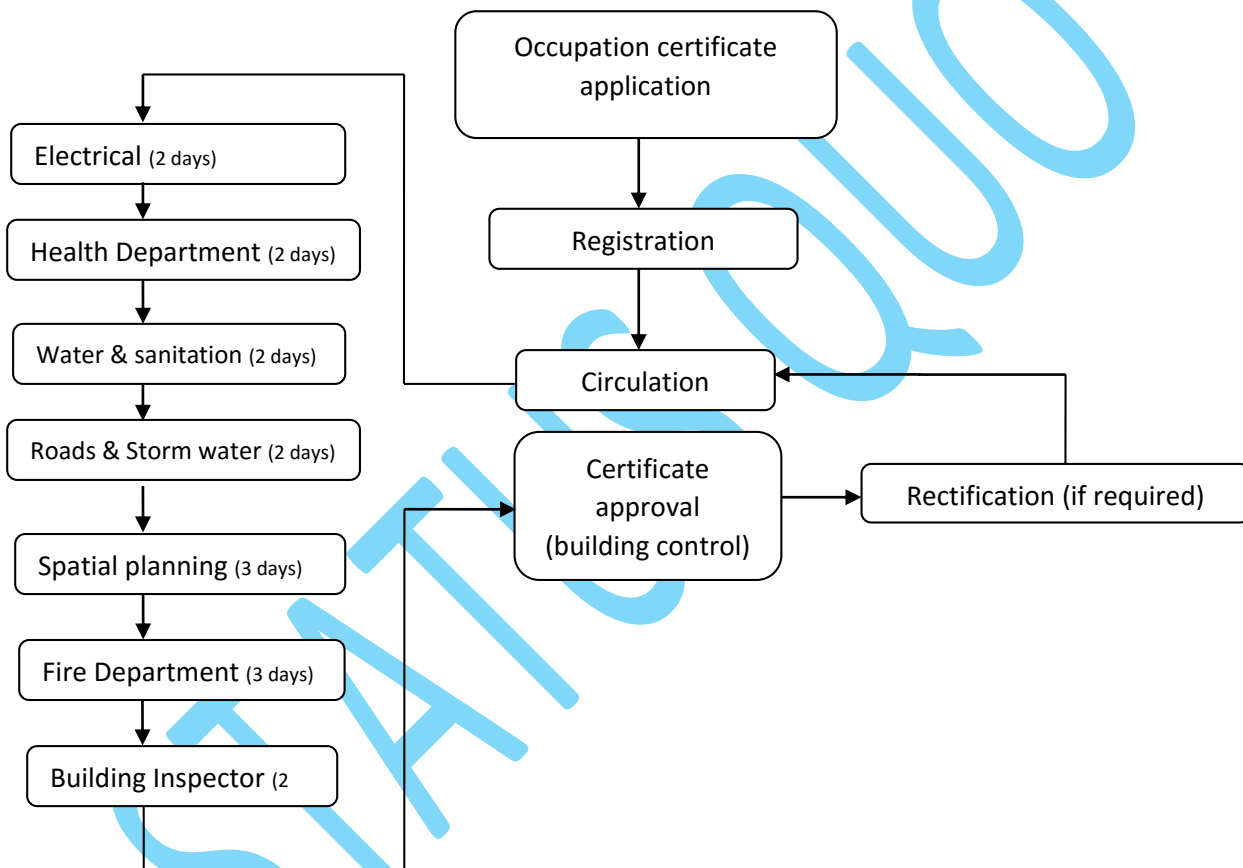 Occupation certificate
application
Registration
Circulation
Electrical (2 days)
Health Department (2 days)
Water & sanitation (2 days)
Roads & Storm water (2 days)
Spatial planning (3 days)
Fire Department (3 days)
Building Inspector (2
Certificate
approval
(building control)
Rectification (if required)
STATUS QUO